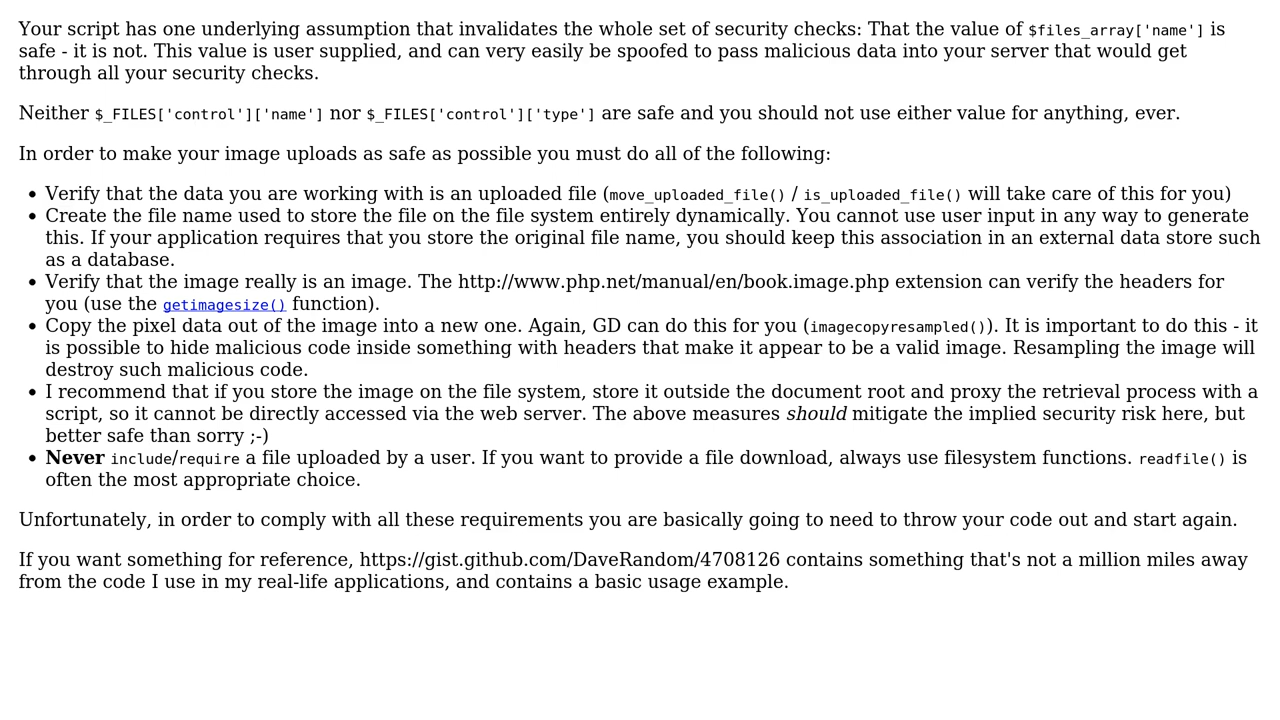 Your script has one underlying assumption that invalidates the whole set of security checks: That the value of $files_array['name'] is
safe - it is not. This value is user supplied, and can very easily be spoofed to pass malicious data into your server that would get
through all your security checks.
Neither $_FILES['control']['name'] nor $_FILES['control']['type'] are safe and you should not use either value for anything, ever.
In order to make your image uploads as safe as possible you must do all of the following:
• Verify that the data you are working with is an uploaded file (move_uploaded_file() / is_uploaded_file() will take care of this for you)
• Create the file name used to store the file on the file system entirely dynamically. You cannot use user input in any way to generate
this. If your application requires that you store the original file name, you should keep this association in an external data store such
as a database.
• Verify that the image really is an image. The http://www.php.net/manual/en/book.image.php extension can verify the headers for
you (use the getimagesize() function).
• Copy the pixel data out of the image into a new one. Again, GD can do this for you (imagecopyresampled()). It is important to do this - it
is possible to hide malicious code inside something with headers that make it appear to be a valid image. Resampling the image will
destroy such malicious code.
• I recommend that if you store the image on the file system, store it outside the document root and proxy the retrieval process with a
script, so it cannot be directly accessed via the web server. The above measures should mitigate the implied security risk here, but
better safe than sorry ;-)
• Never include/require a file uploaded by a user. If you want to provide a file download, always use filesystem functions. readfile() is
often the most appropriate choice.
Unfortunately, in order to comply with all these requirements you are basically going to need to throw your code out and start again.
If you want something for reference, https://gist.github.com/DaveRandom/4708126 contains something that's not a million miles away
from the code I use in my real-life applications, and contains a basic usage example.